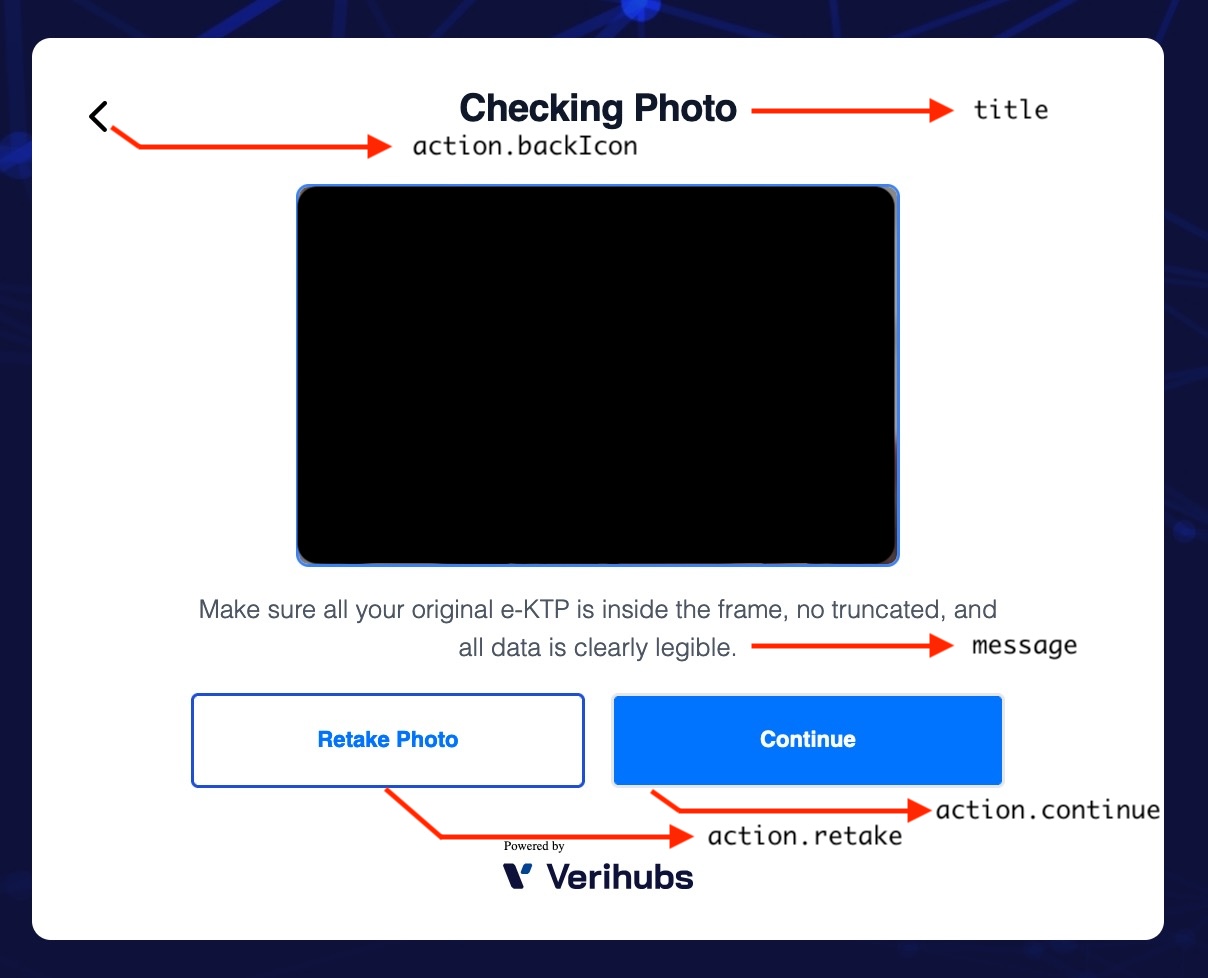 Checking Photo
title
action.backIcon
Make sure all your original e-KTP is inside the frame, no truncated, and
all data is clearly legible.
message
Retake Photo
Continue
action.continue
action.retake
Powered by
Verihubs